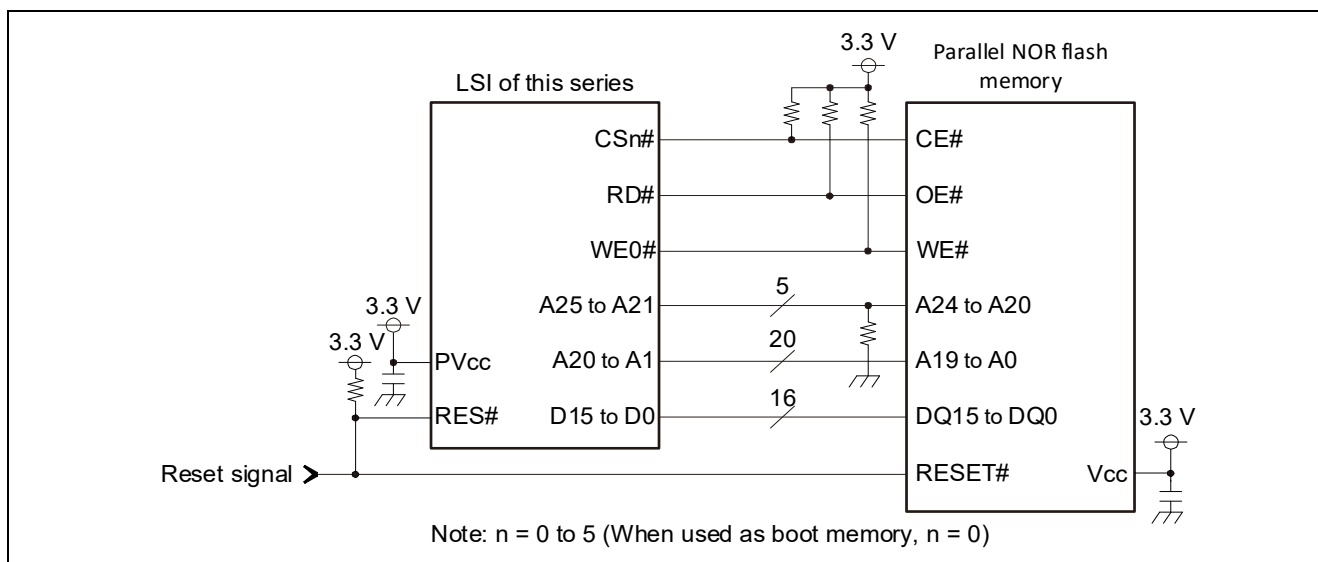 3.3 V
Parallel NOR flash
memory
LSI of this series
CSn#
CE#
RD#
OE#
WE0#
WE#
5
A25 to A21
A24 to A20
3.3 V
3.3 V
20
PVcc
A20 to A1
A19 to A0
16
RES#
D15 to D0
DQ15 to DQ0
3.3 V
Reset signal
RESET#
Vcc
Note: n = 0 to 5 (When used as boot memory, n = 0)